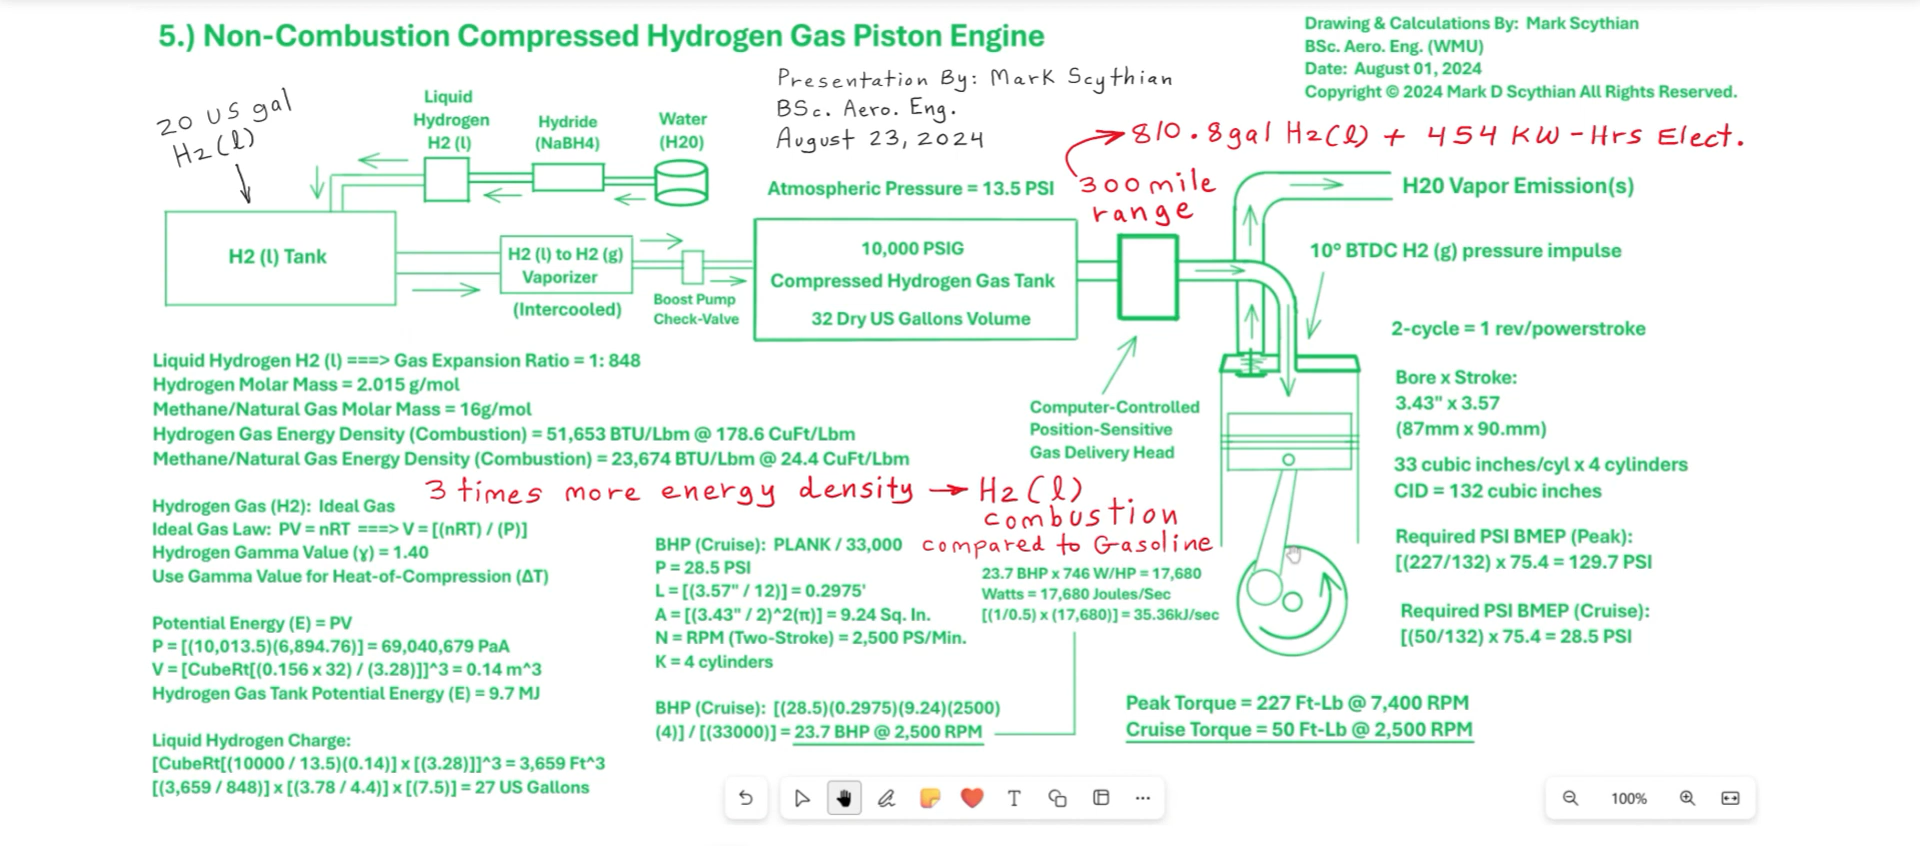 5.) Non-Combustion Compressed Hydrogen Gas Piston Engine
Drawing & Calculations By: Mark Scythian
BSc. Aero. Eng. (WMU)
Date: August 01, 2024
Copyright © 2024 Mark D Scythian All Rights Reserved.
Presentation By: Mark Scythian
BSc. Aero. Eng.
August 23, 2024
20 US gal
H2(l)
Liquid
Hydrogen
H2 (l)
Hydride
(NaBH4)
Water
(H20)
810.8gal H2(l) + 454 KW-Hrs Elect.
300 mile
range
Atmospheric Pressure = 13.5 PSI
H20 Vapor Emission(s)
H2 (l) Tank
H2 (l) to H2 (g)
Vaporizer
(Intercooled)
Boost Pump
Check-Valve
10,000 PSIG
Compressed Hydrogen Gas Tank
32 Dry US Gallons Volume
10° BTDC H2 (g) pressure impulse
2-cycle = 1 rev/powerstroke
Bore x Stroke:
3.43" x 3.57
(87mm x 90.mm)
33 cubic inches/cyl x 4 cylinders
CID = 132 cubic inches
Required PSI BMEP (Peak):
[(227/132) x 75.4 = 129.7 PSI
Required PSI BMEP (Cruise):
[(50/132) x 75.4 = 28.5 PSI
Computer-Controlled
Position-Sensitive
Gas Delivery Head
Liquid Hydrogen H2 (l) ===> Gas Expansion Ratio = 1: 848
Hydrogen Molar Mass = 2.015 g/mol
Methane/Natural Gas Molar Mass = 16g/mol
Hydrogen Gas Energy Density (Combustion) = 51,653 BTU/Lbm @ 178.6 CuFt/Lbm
Methane/Natural Gas Energy Density (Combustion) = 23,674 BTU/Lbm @ 24.4 CuFt/Lbm
3 times more energy density → H2(l)
combustion
compared to Gasoline
Hydrogen Gas (H2): Ideal Gas
Ideal Gas Law: PV = nRT ===> V = [(nRT) / (P)]
Hydrogen Gamma Value (γ) = 1.40
Use Gamma Value for Heat-of-Compression (ΔT)
Potential Energy (E) = PV
P = [(10,013.5)(6,894.76)] = 69,040,679 PaA
V = [CubeRt[(0.156 x 32) / (3.28)]]^3 = 0.14 m^3
Hydrogen Gas Tank Potential Energy (E) = 9.7 MJ
Liquid Hydrogen Charge:
[CubeRt[(10000 / 13.5)(0.14)] x [(3.28)]]^3 = 3,659 Ft^3
[(3,659 / 848)] x [(3.78 / 4.4)] x [(7.5)] = 27 US Gallons
BHP (Cruise): PLANK / 33,000
P = 28.5 PSI
L = [(3.57" / 12)] = 0.2975'
A = [(3.43" / 2)^2(π)] = 9.24 Sq. In.
N = RPM (Two-Stroke) = 2,500 PS/Min.
K = 4 cylinders
BHP (Cruise): [(28.5)(0.2975)(9.24)(2500)
(4)] / [(33000)] = 23.7 BHP @ 2,500 RPM
23.7 BHP x 746 W/HP = 17,680
Watts = 17,680 Joules/Sec
[(1/0.5) x (17,680)] = 35.36kJ/sec
Peak Torque = 227 Ft-Lb @ 7,400 RPM
Cruise Torque = 50 Ft-Lb @ 2,500 RPM
100%